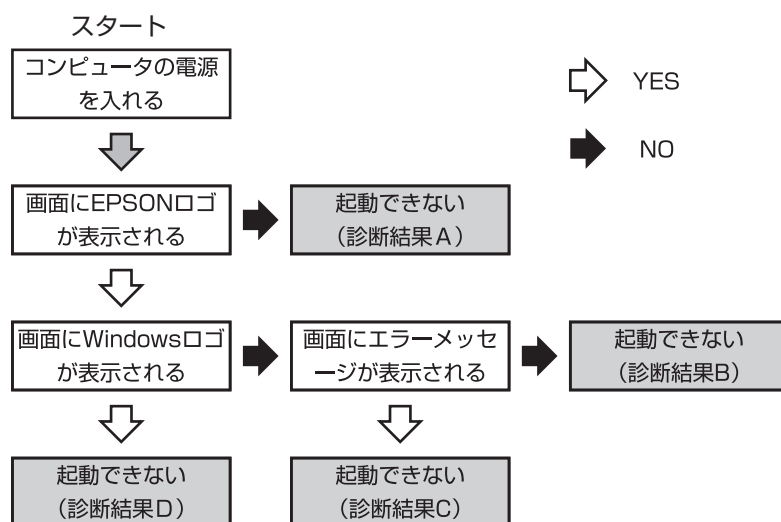 スタート
コンピュータの電源
を入れる
YES
NO
画面にEPSONロゴ
が表示される
起動できない
（診断結果A）
画面にWindowsロゴ
が表示される
画面にエラーメッセ
ージが表示される
起動できない
（診断結果B）
起動できない
（診断結果D）
起動できない
（診断結果C）